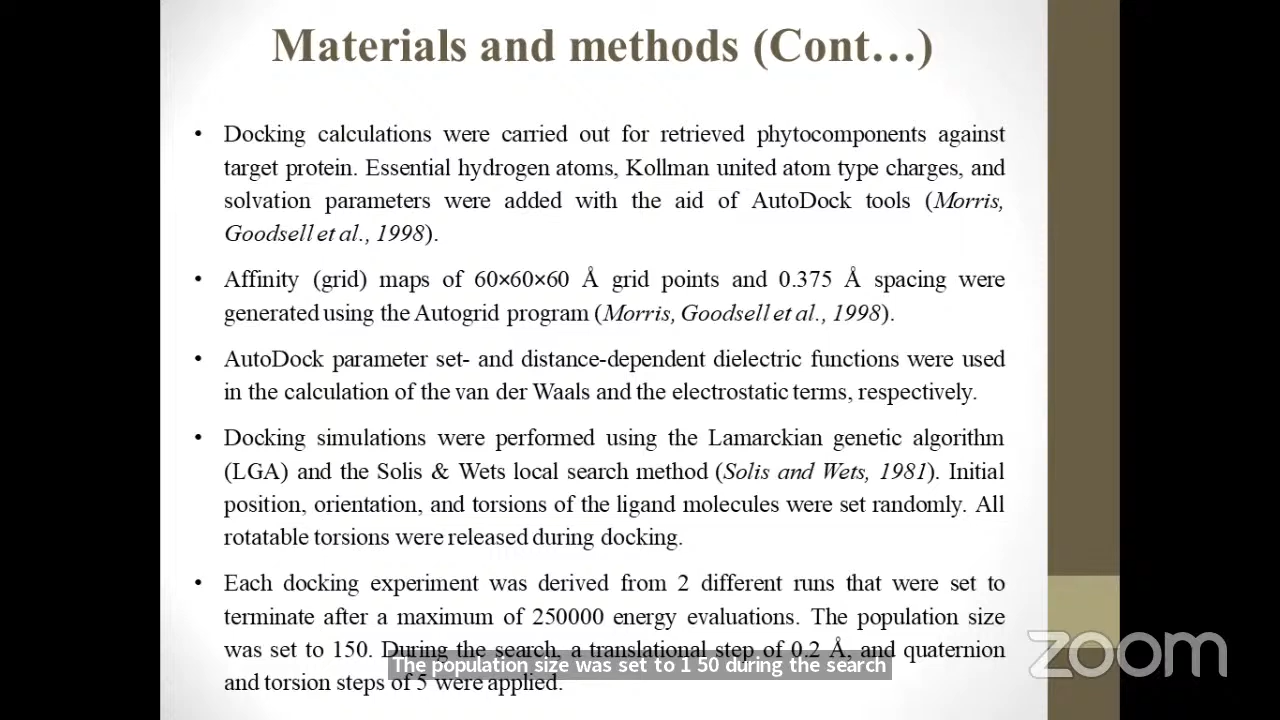 Materials and methods (Cont…)
• Docking calculations were carried out for retrieved phytocomponents against
target protein. Essential hydrogen atoms, Kollman united atom type charges, and
solvation parameters were added with the aid of AutoDock tools (Morris,
Goodsell et al., 1998).
• Affinity (grid) maps of 60×60×60 Å grid points and 0.375 Å spacing were
generated using the Autogrid program (Morris, Goodsell et al., 1998).
• AutoDock parameter set- and distance-dependent dielectric functions were used
in the calculation of the van der Waals and the electrostatic terms, respectively.
• Docking simulations were performed using the Lamarckian genetic algorithm
(LGA) and the Solis & Wets local search method (Solis and Wets, 1981). Initial
position, orientation, and torsions of the ligand molecules were set randomly. All
rotatable torsions were released during docking.
• Each docking experiment was derived from 2 different runs that were set to
terminate after a maximum of 250000 energy evaluations. The population size
was set to 150. During the search, a translational step of 0.2 Å, and quaternion
The population size was set to 1 50 during the search
and torsion steps of 5 were applied.
zoom